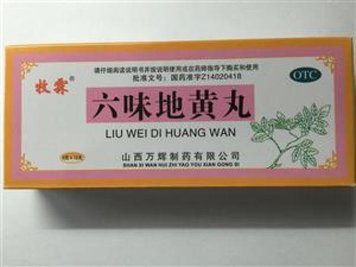 请仔细阅读说明书并按说明使用或在药师指导下购买和使用
批准文号：国药准字Z14020418
牧霖®
OTC
六味地黄丸
LIU WEI DI HUANG WAN
山西万辉制药有限公司
SHAN XI WAN HUI ZHI YAO YOU XIAN GONG SI